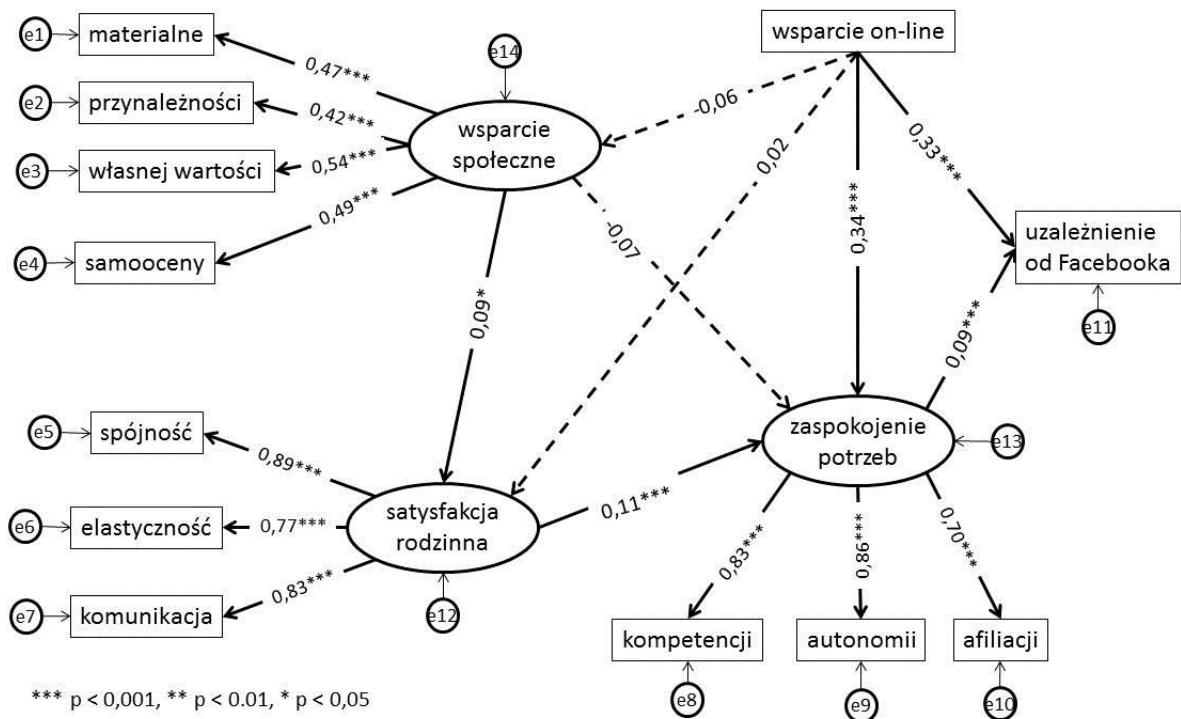 e1
materialne
e2
przynależności
e3
własnej wartości
e4
samooceny
0,47***
0,42***
0,54***
0,49***
e14
wsparcie
społeczne
wsparcie on-line
-0,06
0,02
0,34***
0,33***
-0,07
0,09*
uzależnienie
od Facebooka
e11
0,09***
e5
spójność
e6
elastyczność
e7
komunikacja
0,89***
0,77***
0,83***
satysfakcja
rodzinna
e12
0,11***
zaspokojenie
potrzeb
e13
0,83***
0,86***
0,70***
kompetencji
autonomii
afiliacji
e8
e9
e10
*** p < 0,001, ** p < 0.01, * p < 0,05